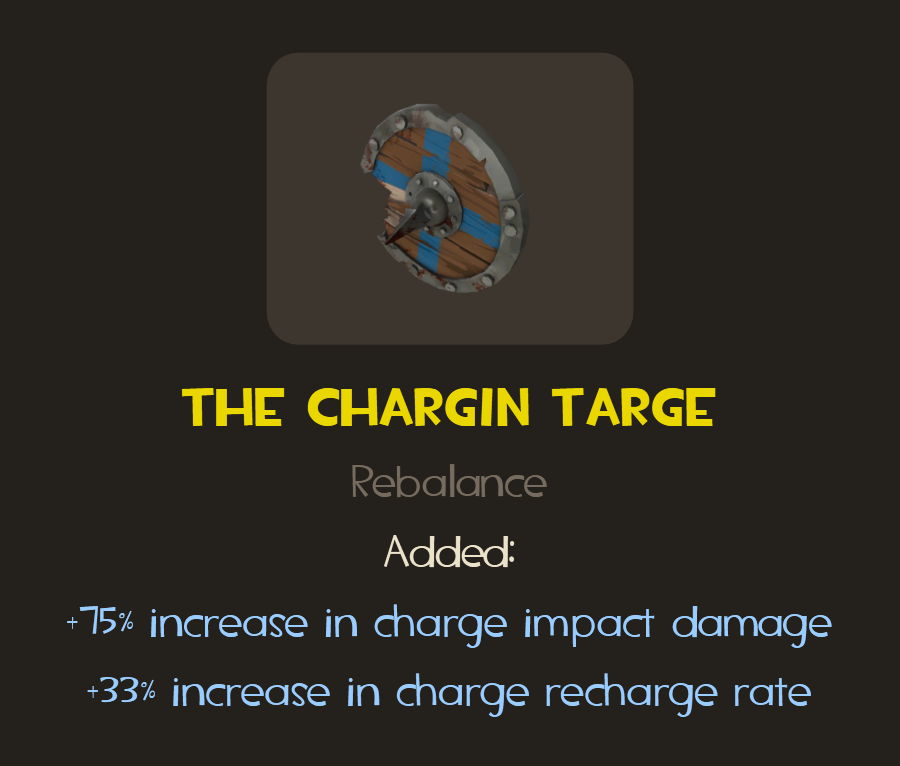 THE CHARGIN TARGE
Rebalance
Added:
+75% increase in charge impact damage
+33% increase in charge recharge rate